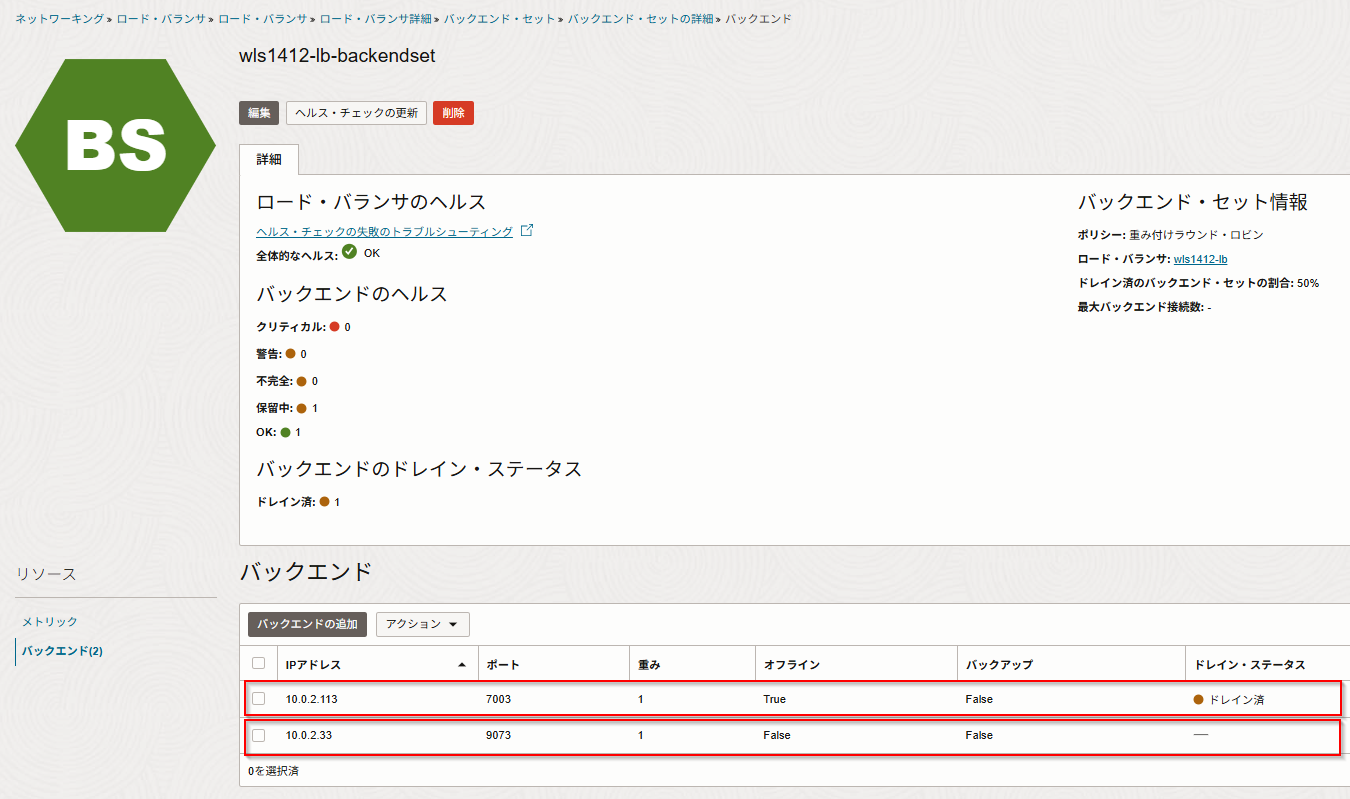 ネットワーキング » ロード・バランサ » ロード・バランサ » ロード・バランサ詳細 » バックエンド・セット » バックエンド・セットの詳細 » バックエンド
wls1412-lb-backendset
BS
編集 ヘルス・チェックの更新 削除
詳細
ロード・バランサのヘルス
ヘルス・チェックの失敗のトラブルシューティング
全体的なヘルス: OK
バックエンドのヘルス
クリティカル: 0
警告: 0
不完全: 0
保留中: 1
OK: 1
バックエンドのドレイン・ステータス
ドレイン済: 1
バックエンド・セット情報
ポリシー: 重み付けラウンド・ロビン
ロード・バランサ: wls1412-lb
ドレイン済のバックエンド・セットの割合: 50%
最大バックエンド接続数: -
リソース
メトリック
バックエンド(2)
バックエンド
バックエンドの追加 アクション
IPアドレス ポート 重み オフライン バックアップ ドレイン・ステータス
10.0.2.113 7003 1 True False ドレイン済
10.0.2.33 9073 1 False False —
0を選択済